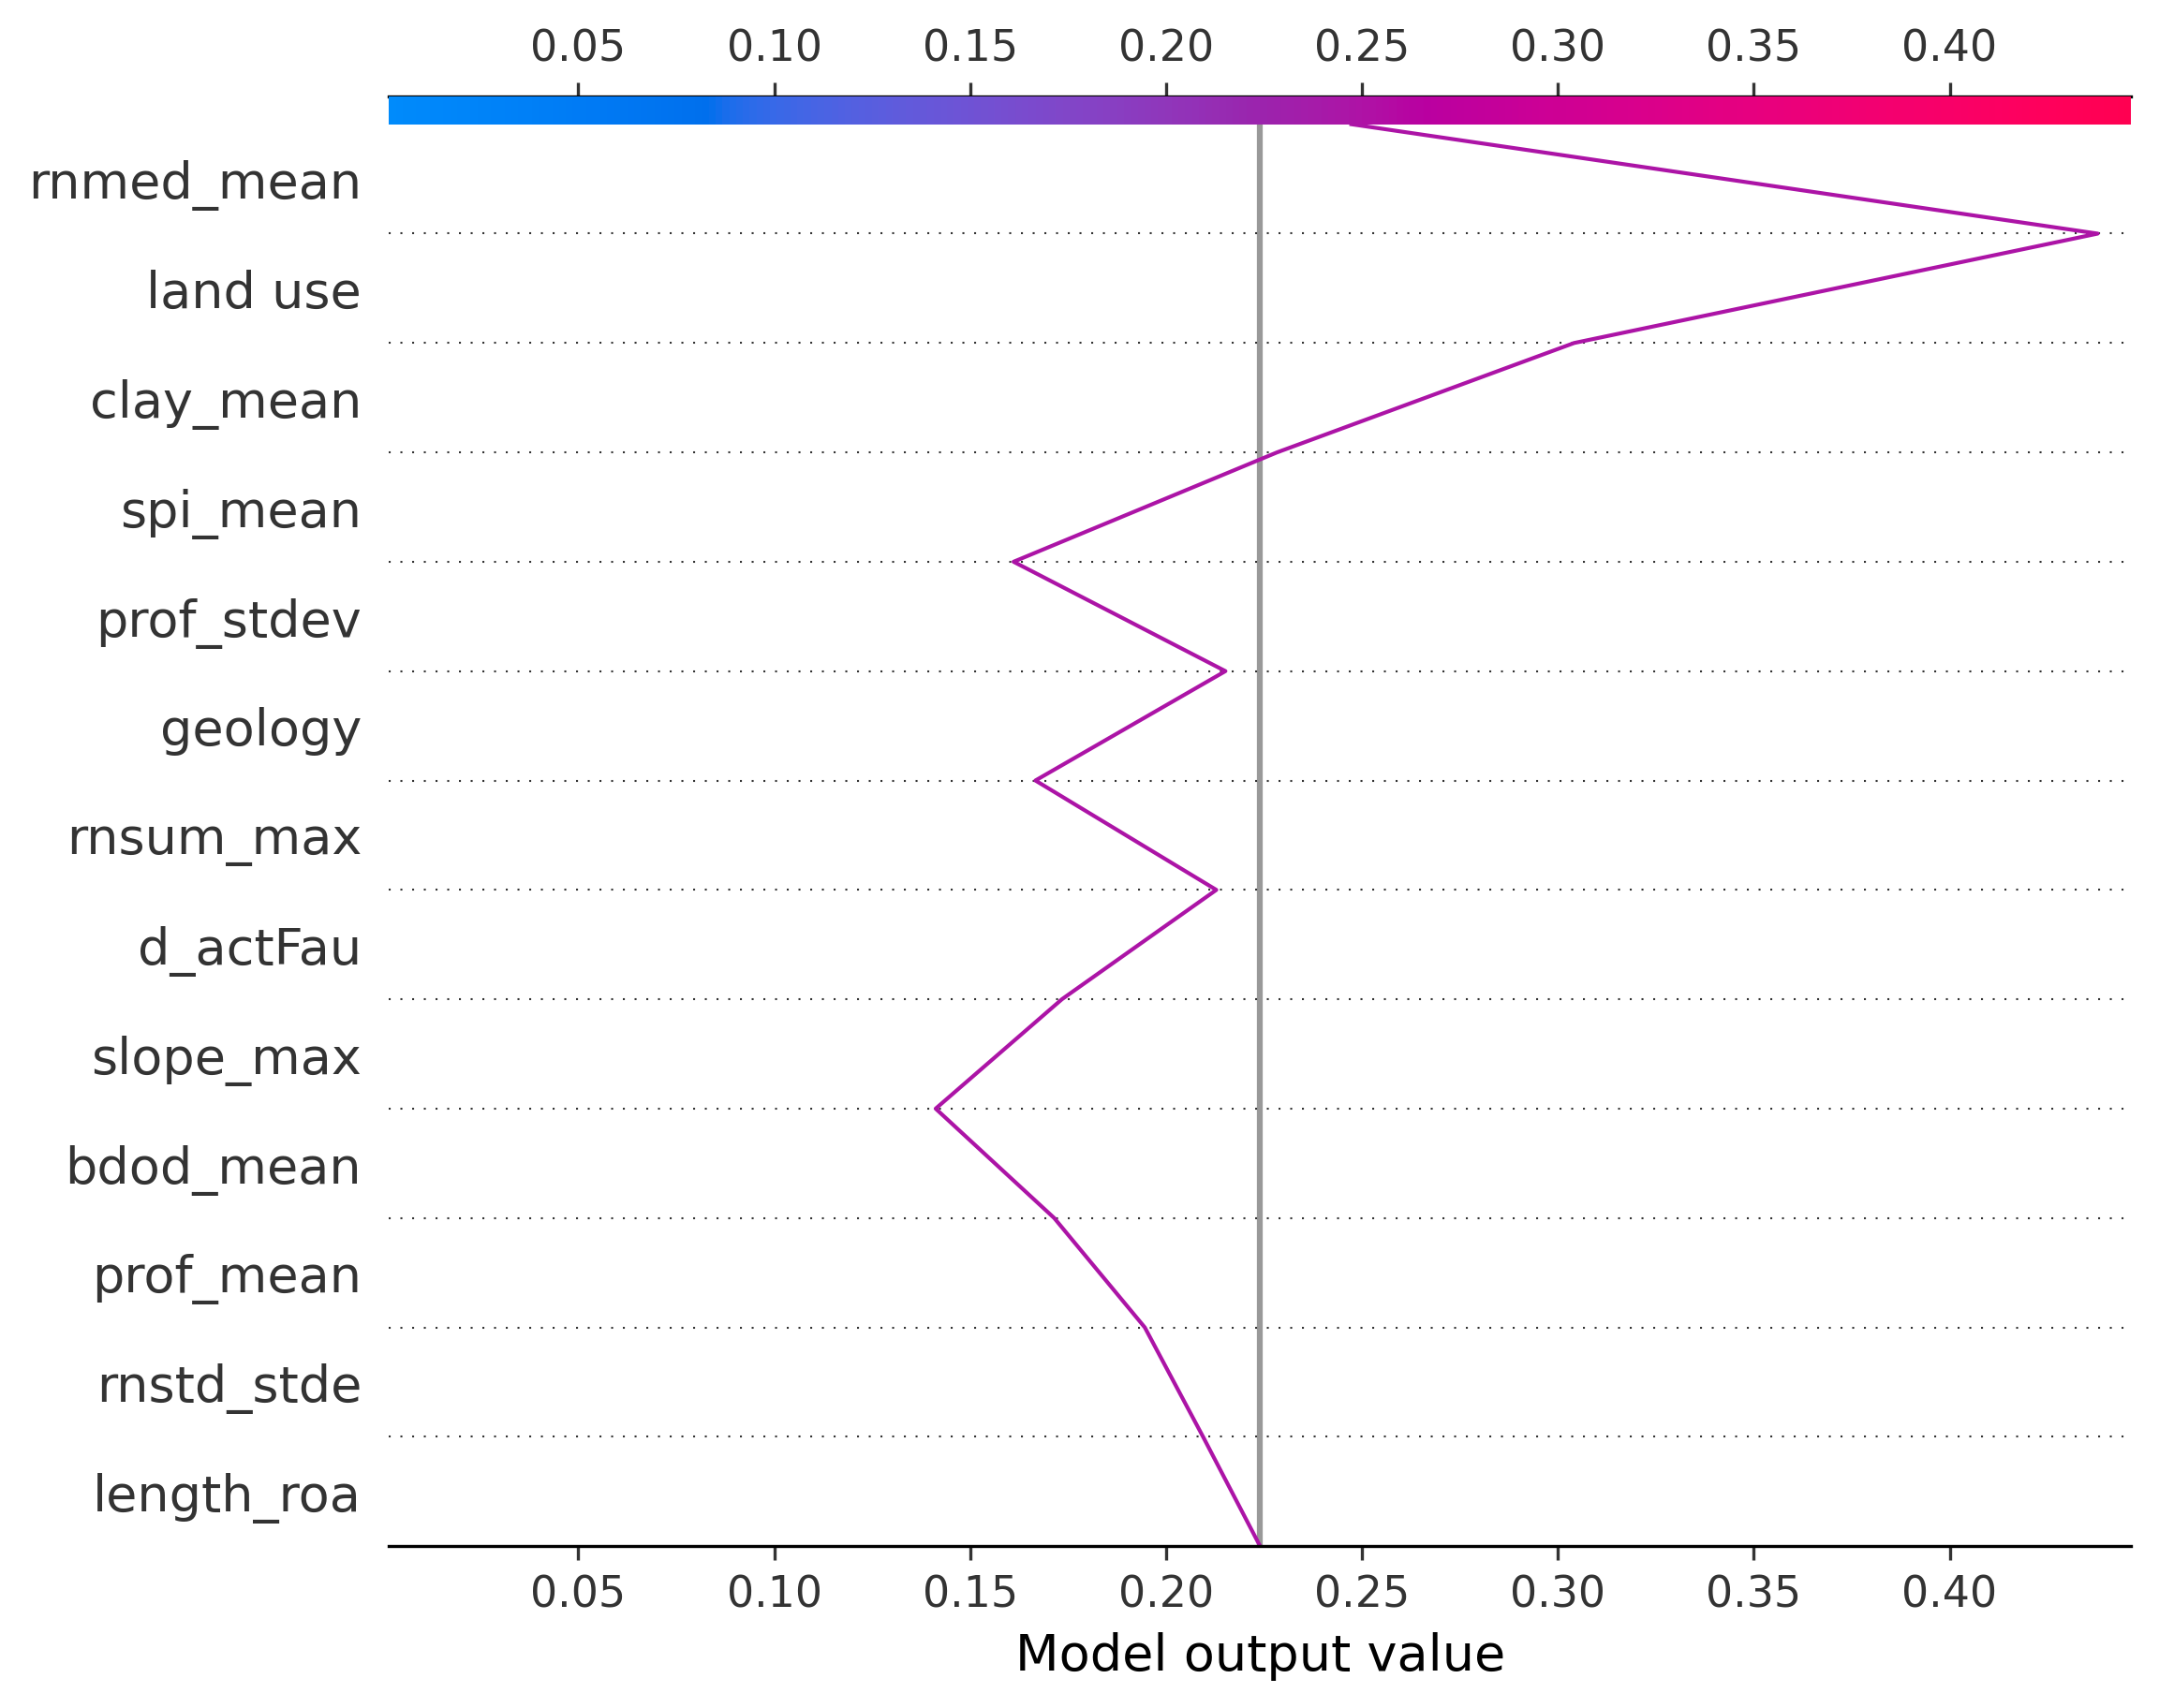 0.05 0.10 0.15 0.20 0.25 0.30 0.35 0.40
rnmed_mean
land use
clay_mean
spi_mean
prof_stdev
geology
rnsum_max
d_actFau
slope_max
bdod_mean
prof_mean
rnstd_stde
length_roa
0.05 0.10 0.15 0.20 0.25 0.30 0.35 0.40
Model output value